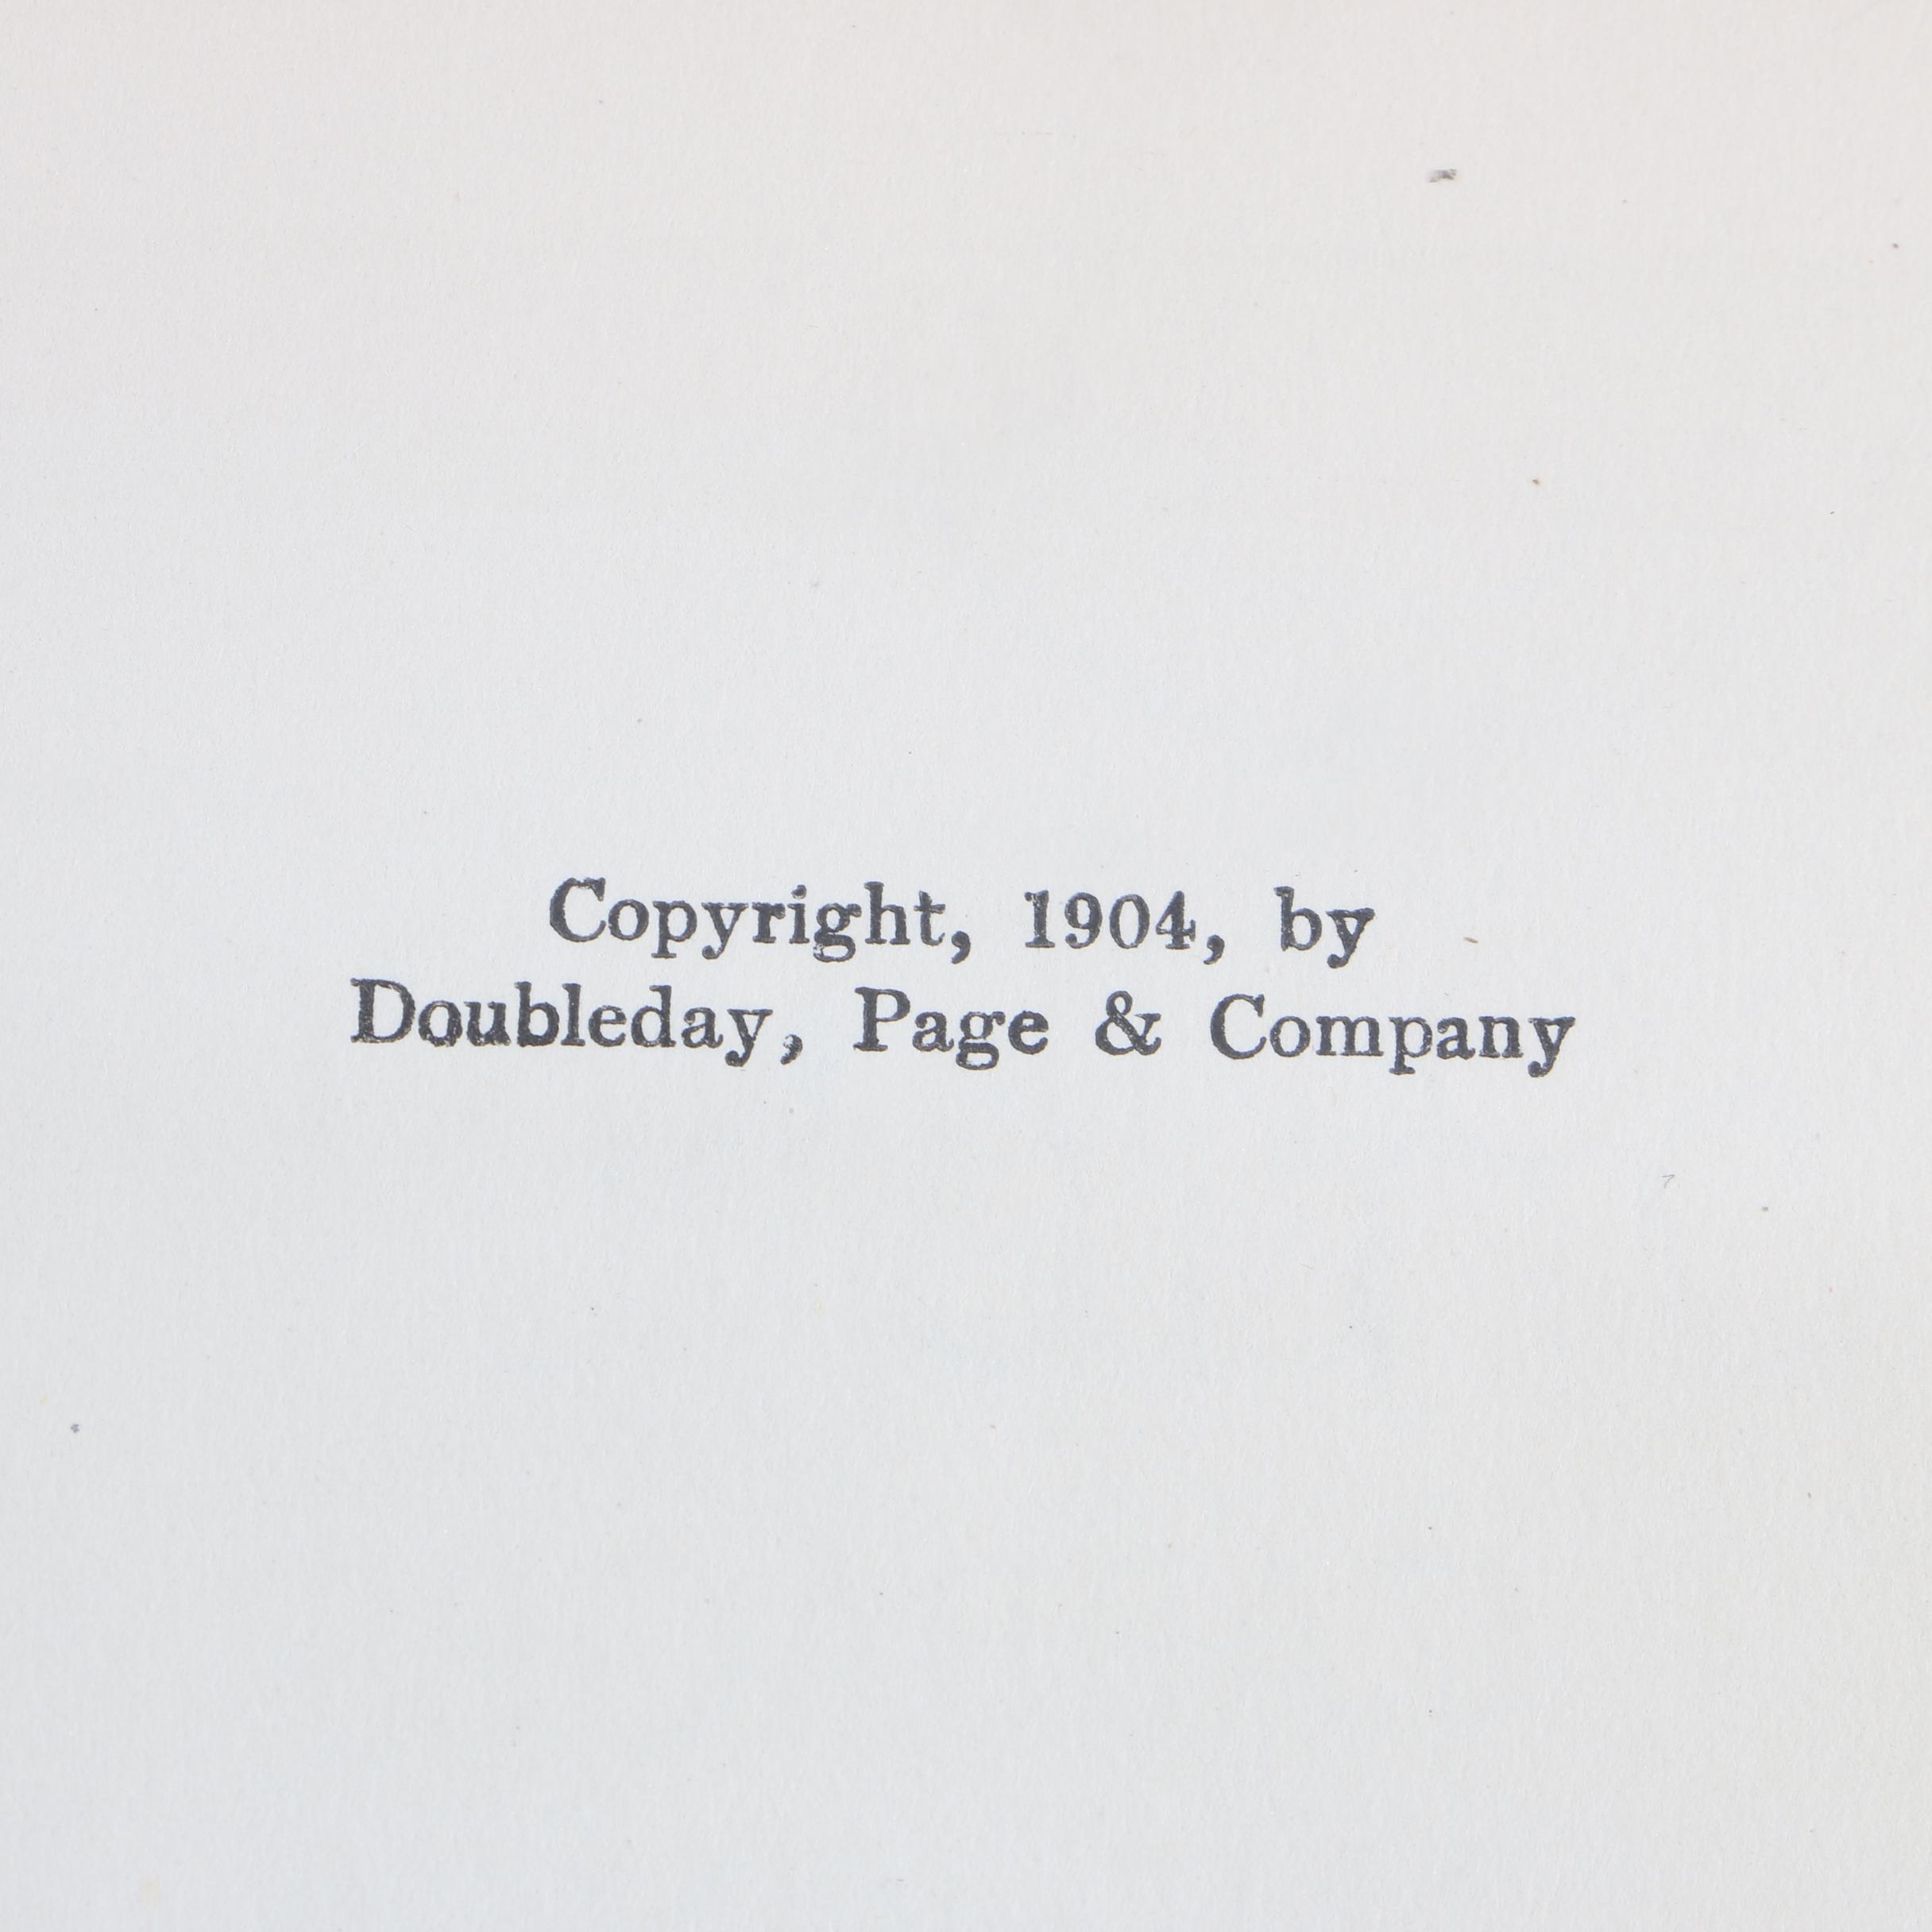 Copyright, 1904, by
Doubleday, Page & Company